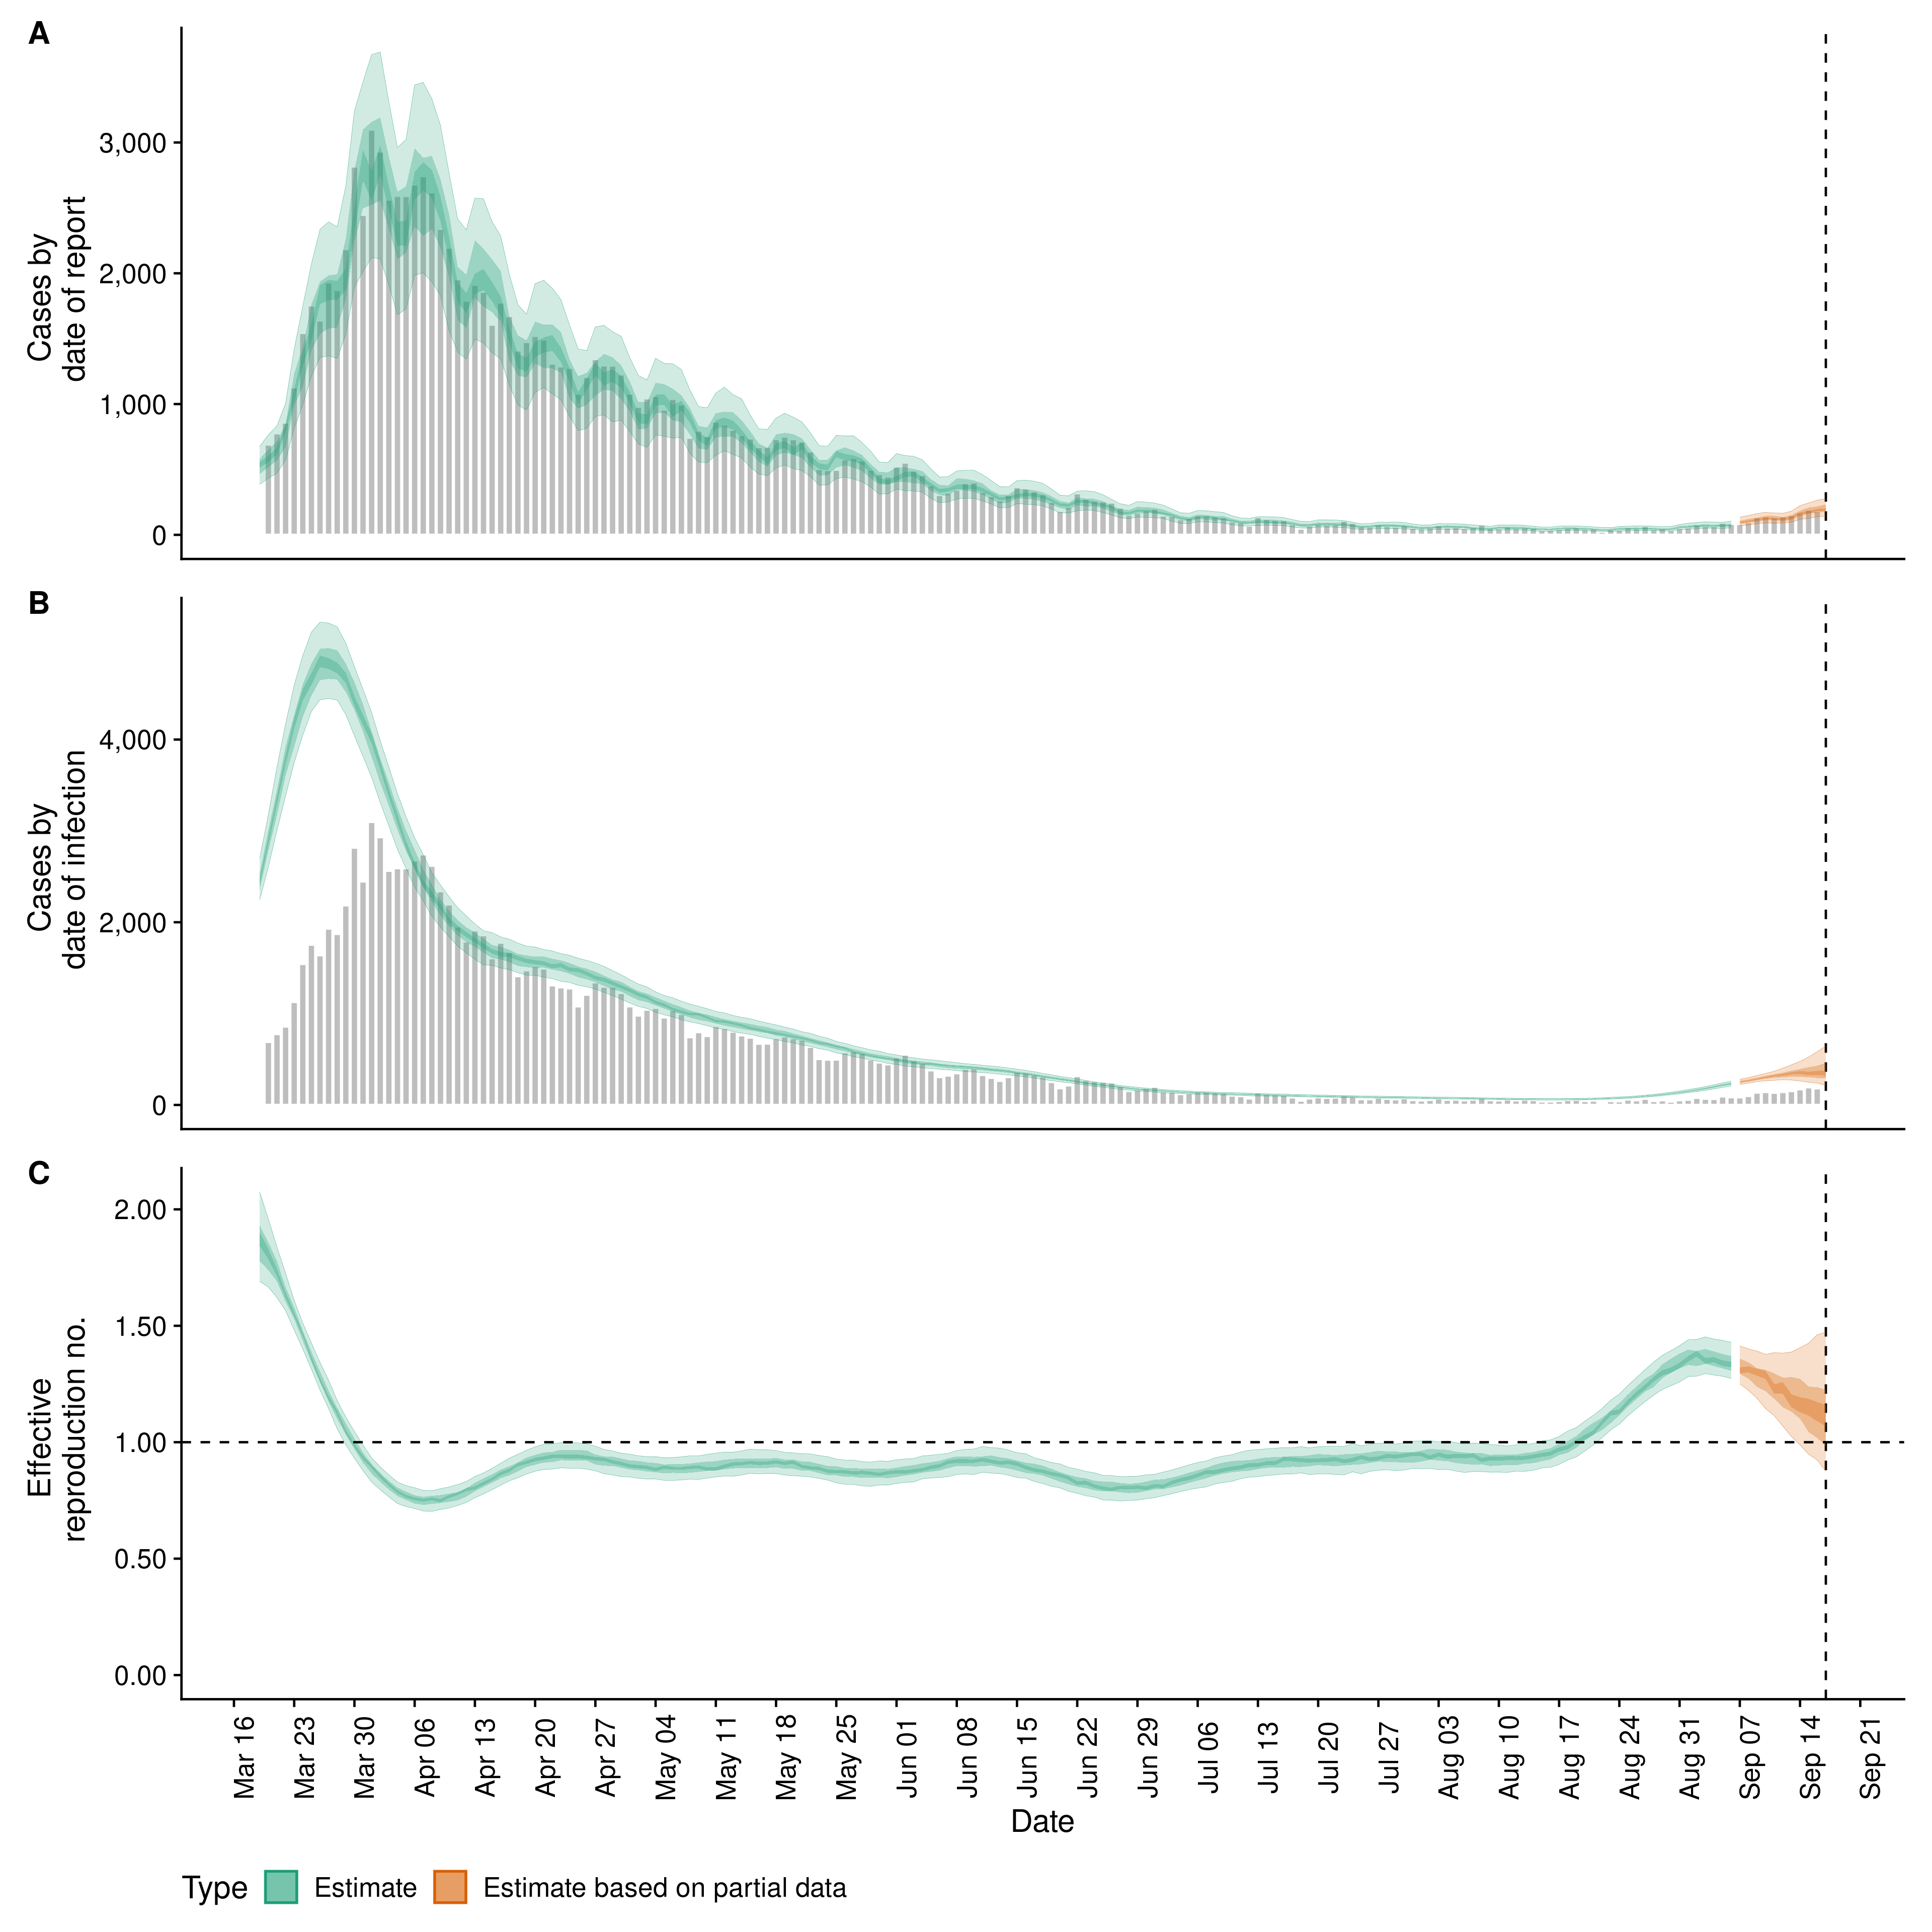 A
Cases by
date of report
3,000
2,000
1,000
0
B
Cases by
date of infection
4,000
2,000
0
C
Effective
reproduction no.
2.00
1.50
1.00
0.50
0.00
Mar 16
Mar 23
Mar 30
Apr 06
Apr 13
Apr 20
Apr 27
May 04
May 11
May 18
May 25
Jun 01
Jun 08
Jun 15
Jun 22
Jun 29
Jul 06
Jul 13
Jul 20
Jul 27
Aug 03
Aug 10
Aug 17
Aug 24
Aug 31
Sep 07
Sep 14
Sep 21
Date
Type Estimate Estimate based on partial data